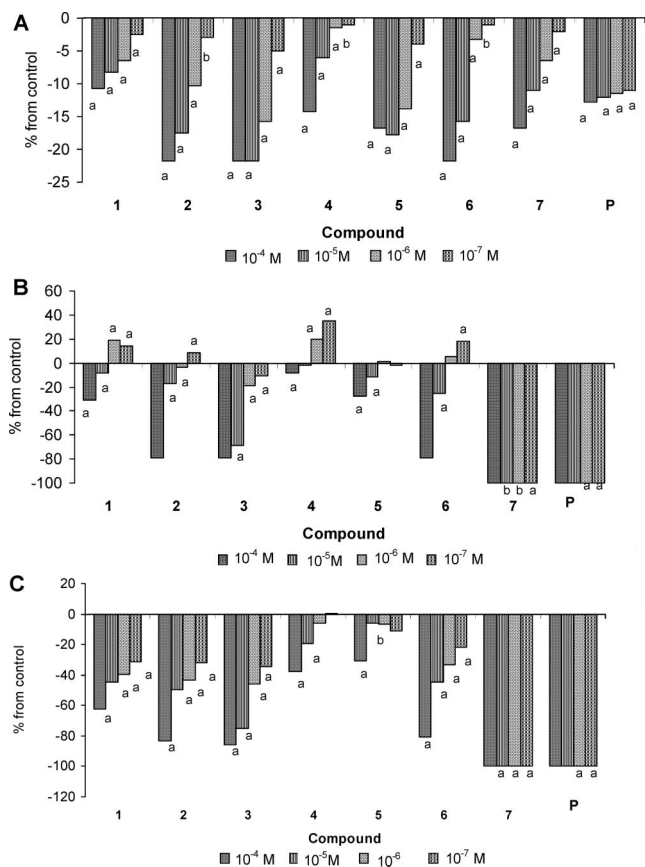 A
% from control
0
-5
-10
-15
-20
-25
a a a a
a a a b
a a a a
a a a b
a a a a
a a a b
a a a a
a a a a
1 2 3 4 5 6 7 P
Compound
10⁻⁴ M 10⁻⁵M 10⁻⁶ M 10⁻⁷ M
B
% from control
60
40
20
0
-20
-40
-60
-80
-100
a a a a
a a a
a a a
a a a
a a
a a
b b a
a a
1 2 3 4 5 6 7 P
Compound
10⁻⁴ M 10⁻⁵M 10⁻⁶ M 10⁻⁷ M
C
% from control
20
0
-20
-40
-60
-80
-100
-120
a a a a
a a a a
a a a a
a a a
a b
a a a a
a a a
a a
1 2 3 4 5 6 7 P
Compound
10⁻⁴ M 10⁻⁵M 10⁻⁶ 10⁻⁷ M